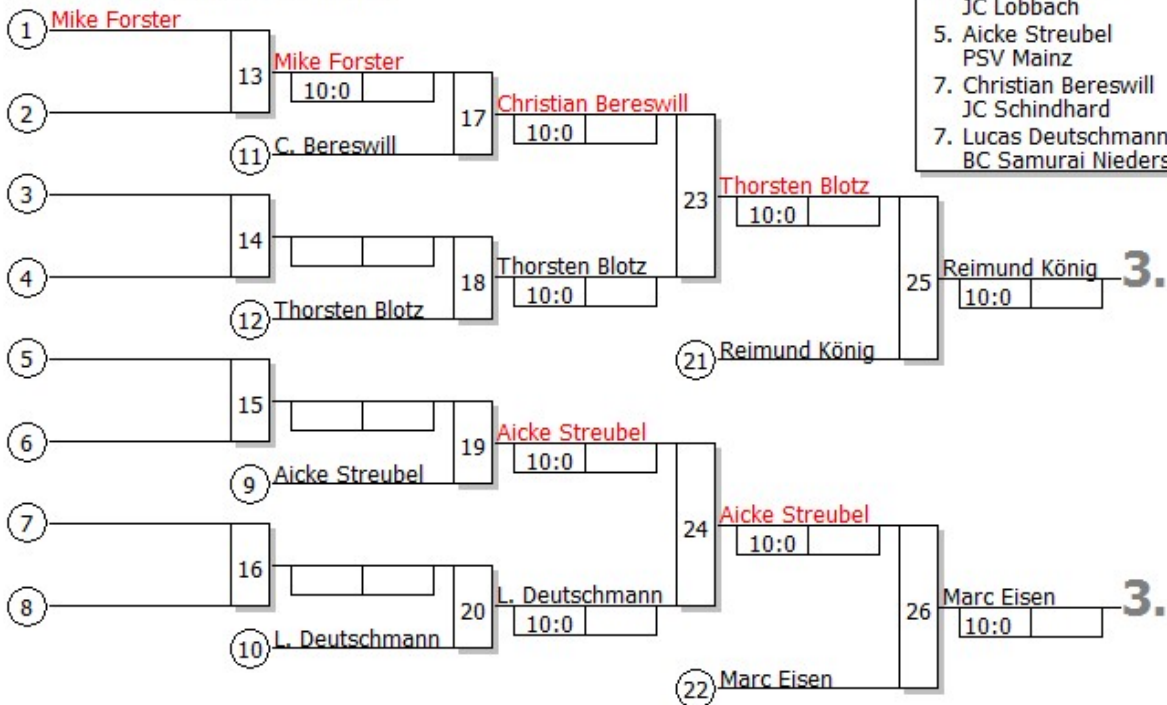 JC Lobbach
5. Aicke Streubel
PSV Mainz
7. Christian Bereswill
JC Schindhard
7. Lucas Deutschmann
BC Samurai Nieders
1 Mike Forster
2
13 Mike Forster
10:0
11 C. Bereswill
17 Christian Bereswill
10:0
3
4
14
12 Thorsten Blotz
18 Thorsten Blotz
10:0
23 Thorsten Blotz
10:0
21 Reimund König
25 Reimund König 3.
10:0
5
6
15
9 Aicke Streubel
19 Aicke Streubel
10:0
7
8
16
10 L. Deutschmann
20 L. Deutschmann
10:0
24 Aicke Streubel
10:0
22 Marc Eisen
26 Marc Eisen 3.
10:0